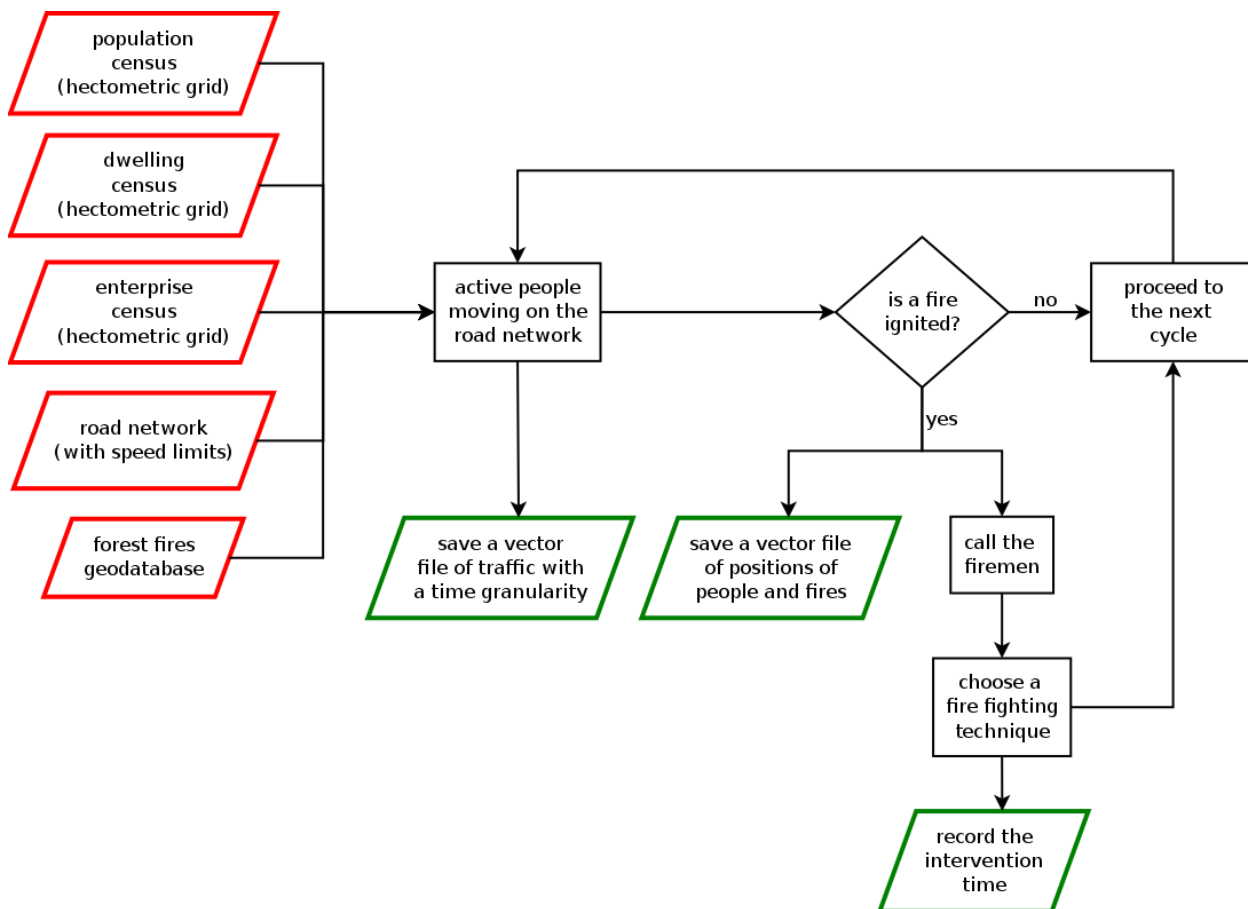 population
census
(hectometric grid)
dwelling
census
(hectometric grid)
enterprise
census
(hectometric grid)
road network
(with speed limits)
forest fires
geodatabase
active people
moving on the
road network
is a fire
ignited?
no
proceed to
the next
cycle
yes
save a vector
file of traffic with
a time granularity
save a vector file
of positions of
people and fires
call the
firemen
choose a
fire fighting
technique
record the
intervention
time